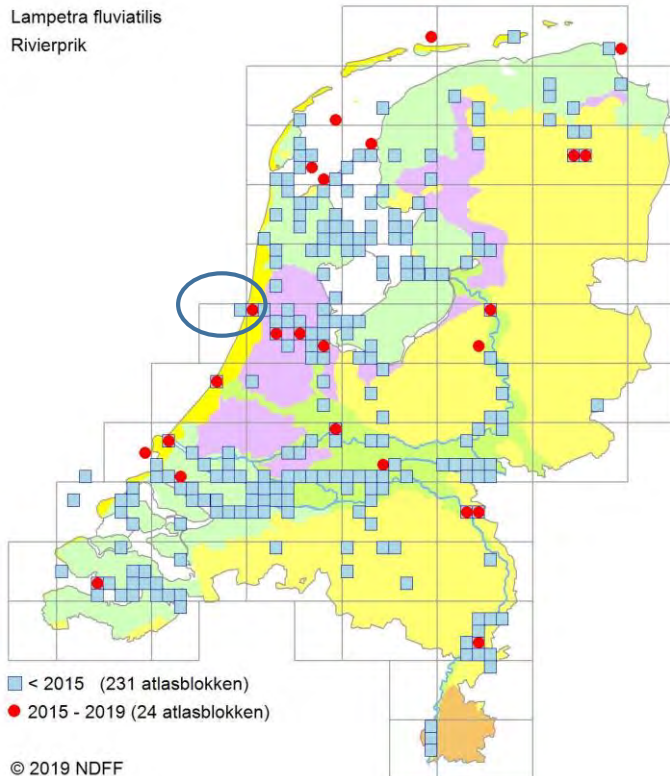 Lampetra fluviatilis
Rivierprik
< 2015 (231 atlasblokken)
2015 - 2019 (24 atlasblokken)
© 2019 NDFF